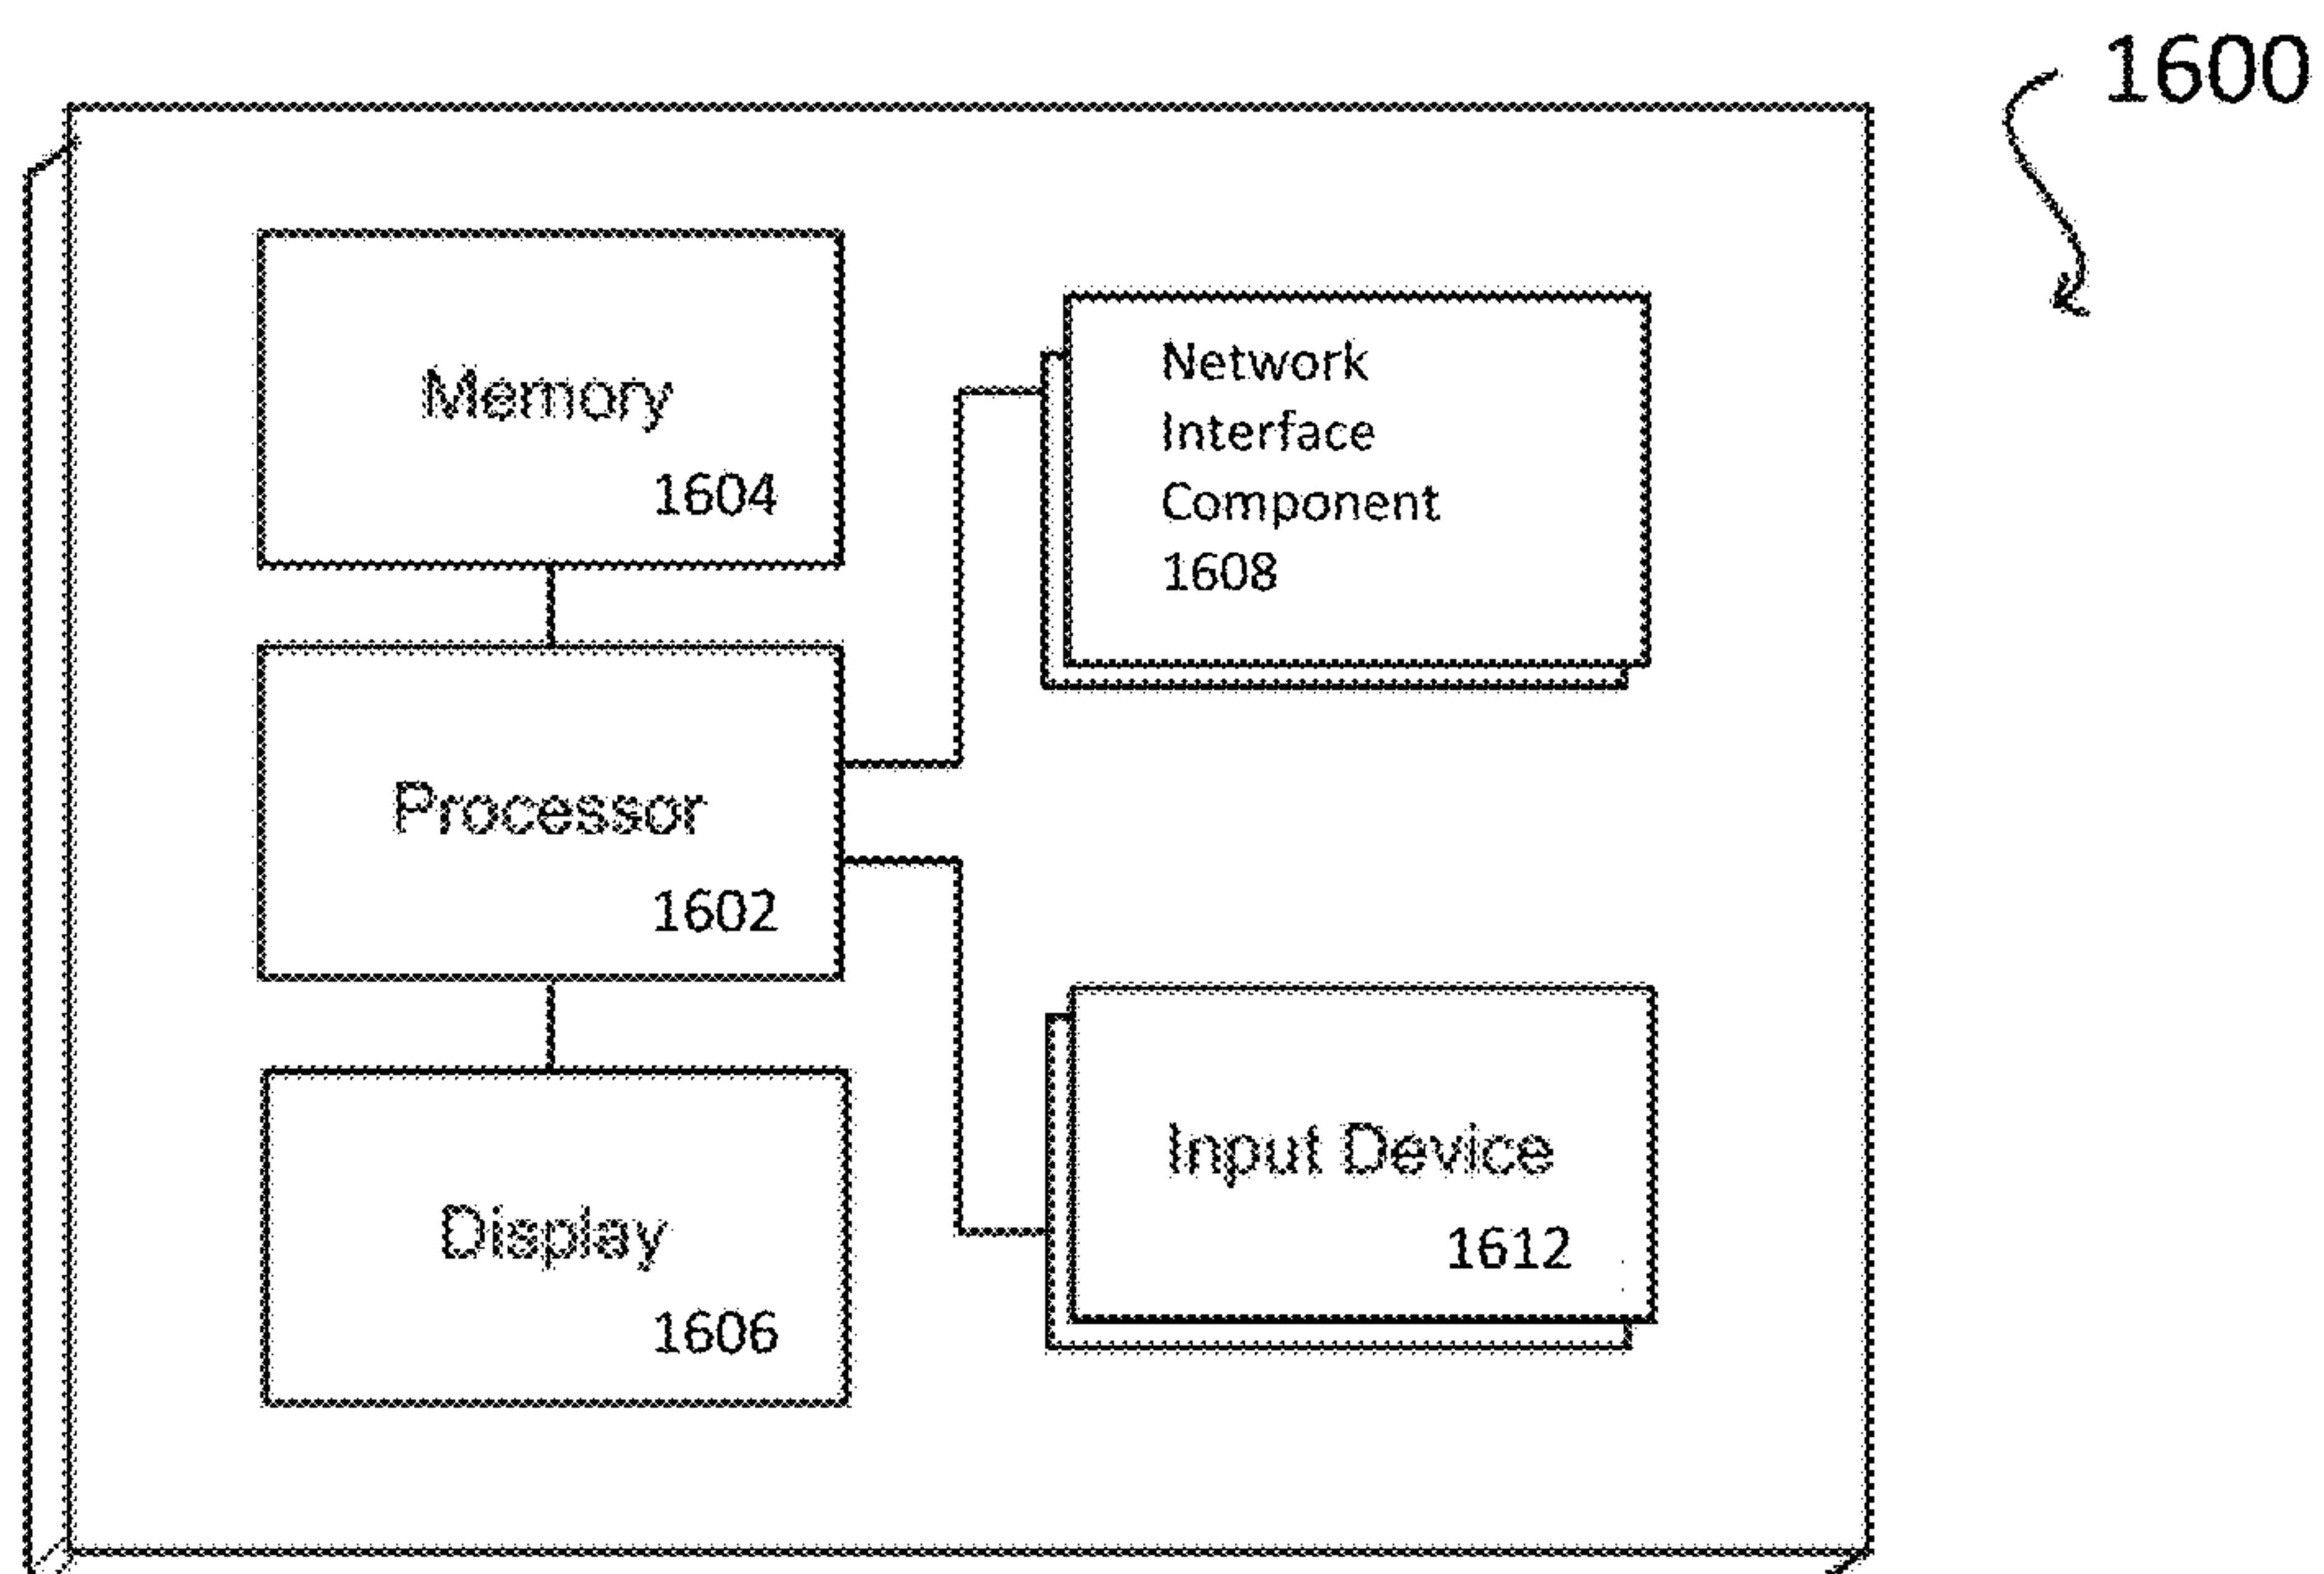 1600
Memory
1604
Network
Interface
Component
1608
Processor
1602
Input Device
1612
Display
1606